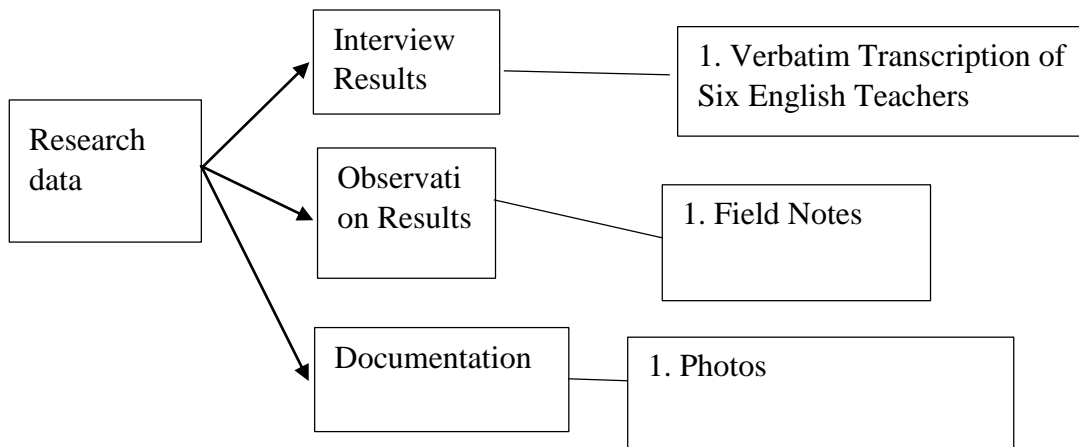 Research
data
Interview
Results
1. Verbatim Transcription of
Six English Teachers
Observati
on Results
1. Field Notes
Documentation
1. Photos